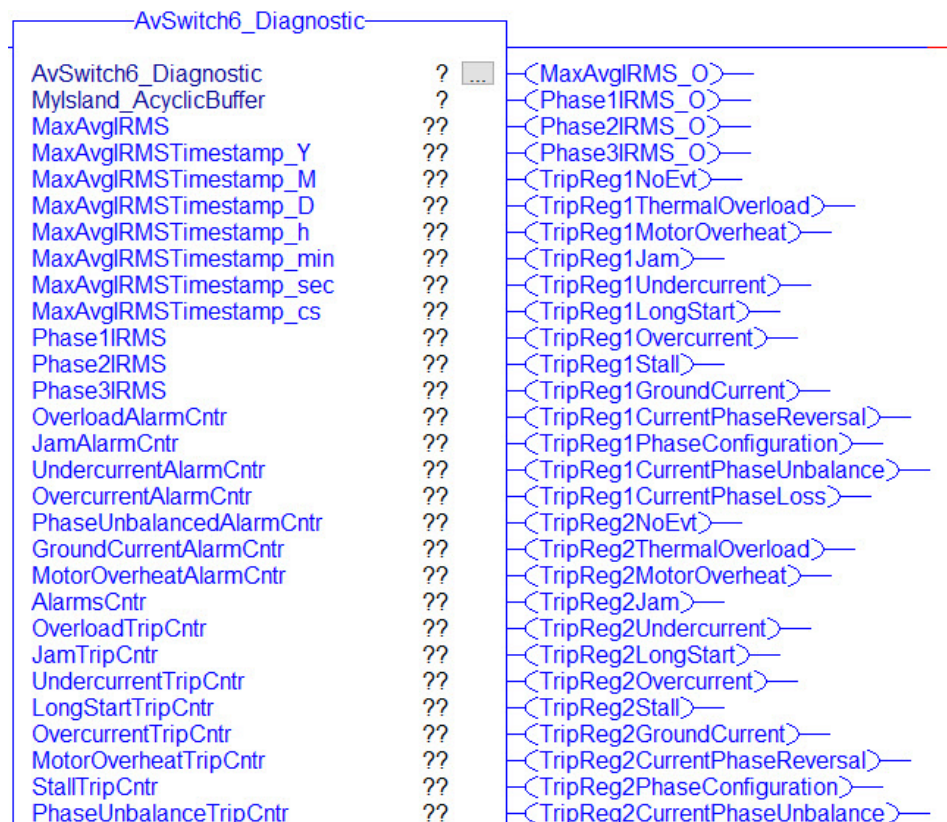 AvSwitch6_Diagnostic
AvSwitch6_Diagnostic ? ... MaxAvgIRMS_O
MyIsland_AcyclicBuffer ? Phase1IRMS_O
MaxAvgIRMS ?? Phase2IRMS_O
MaxAvgIRMSTimestamp_Y ?? Phase3IRMS_O
MaxAvgIRMSTimestamp_M ?? TripReg1NoEvt
MaxAvgIRMSTimestamp_D ?? TripReg1ThermalOverload
MaxAvgIRMSTimestamp_h ?? TripReg1MotorOverheat
MaxAvgIRMSTimestamp_min ?? TripReg1Jam
MaxAvgIRMSTimestamp_sec ?? TripReg1Undercurrent
MaxAvgIRMSTimestamp_cs ?? TripReg1LongStart
Phase1IRMS ?? TripReg1Overcurrent
Phase2IRMS ?? TripReg1Stall
Phase3IRMS ?? TripReg1GroundCurrent
OverloadAlarmCntr ?? TripReg1CurrentPhaseReversal
JamAlarmCntr ?? TripReg1PhaseConfiguration
UndercurrentAlarmCntr ?? TripReg1CurrentPhaseUnbalance
OvercurrentAlarmCntr ?? TripReg1CurrentPhaseLoss
PhaseUnbalancedAlarmCntr ?? TripReg2NoEvt
GroundCurrentAlarmCntr ?? TripReg2ThermalOverload
MotorOverheatAlarmCntr ?? TripReg2MotorOverheat
AlarmsCntr ?? TripReg2Jam
OverloadTripCntr ?? TripReg2Undercurrent
JamTripCntr ?? TripReg2LongStart
UndercurrentTripCntr ?? TripReg2Overcurrent
LongStartTripCntr ?? TripReg2Stall
OvercurrentTripCntr ?? TripReg2GroundCurrent
MotorOverheatTripCntr ?? TripReg2CurrentPhaseReversal
StallTripCntr ?? TripReg2PhaseConfiguration
PhaseUnbalanceTripCntr ?? TripReg2CurrentPhaseUnbalance